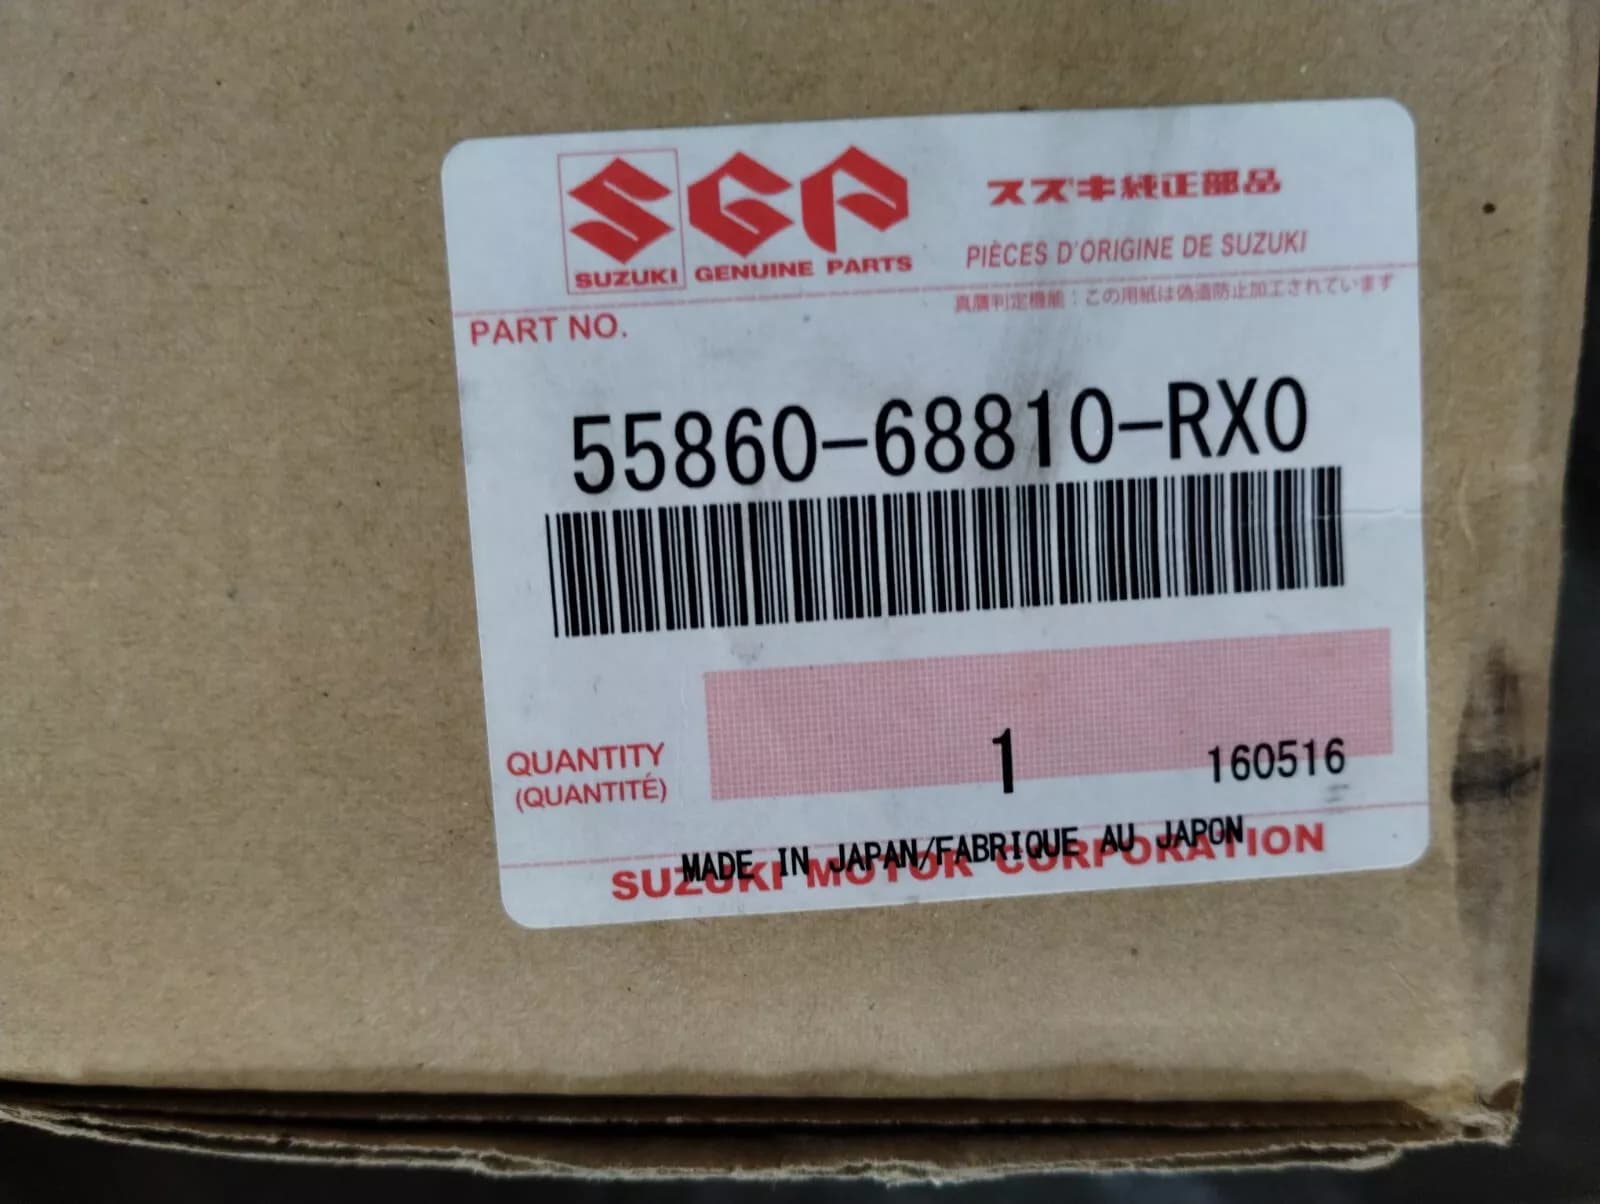 SUZUKI
SGP
GENUINE PARTS
スズキ純正部品
PIÈCES D'ORIGINE DE SUZUKI
真贋判定機能：この用紙は偽造防止加工されています
PART NO.
55860-68810-RX0
QUANTITY
(QUANTITÉ)
1
160516
MADE IN JAPAN/FABRIQUE AU JAPON
SUZUKI MOTOR CORPORATION